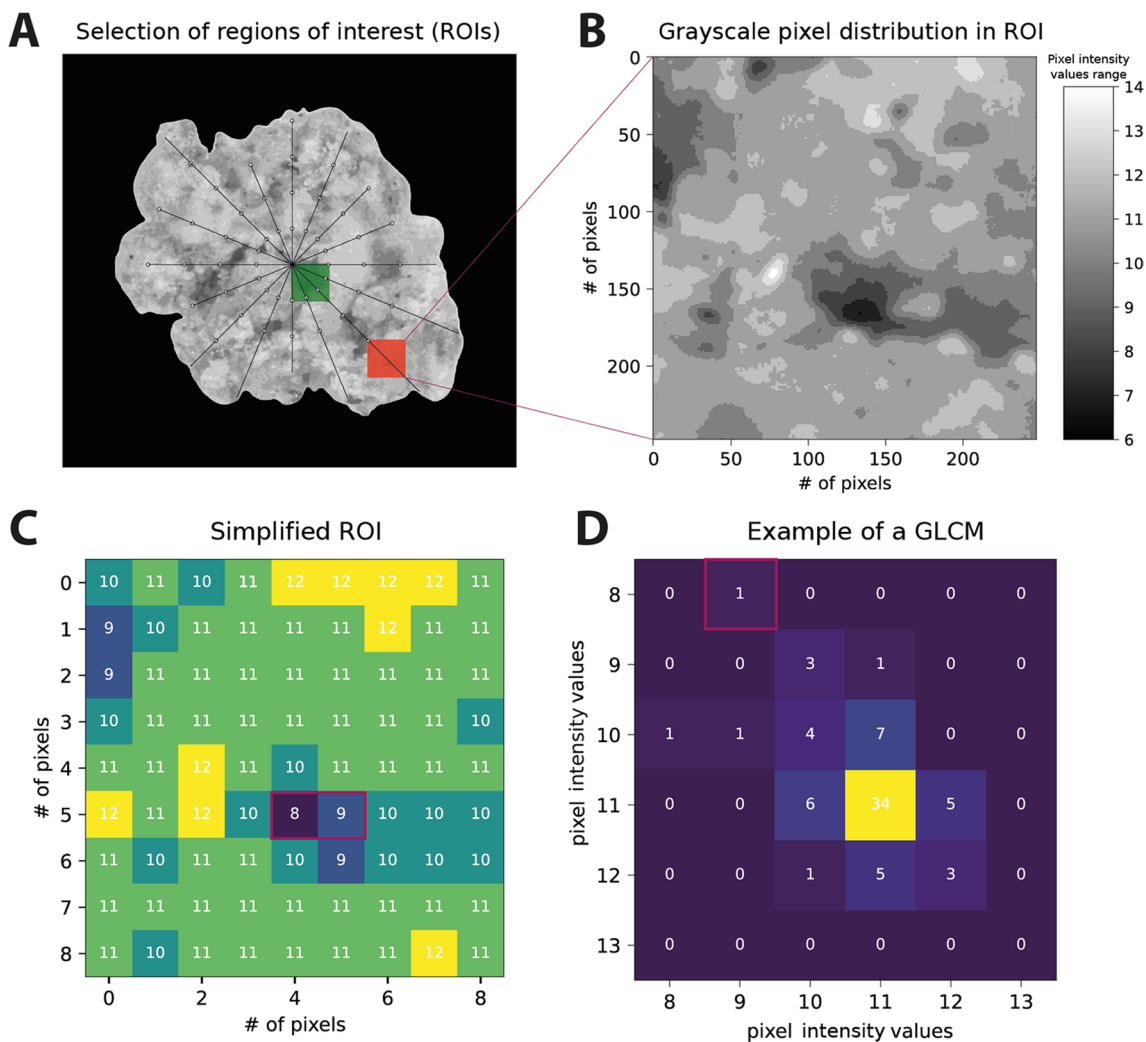 A
Selection of regions of interest (ROIs)
B
Grayscale pixel distribution in ROI
Pixel intensity
values range
0
50
100
150
200
# of pixels
0 50 100 150 200
# of pixels
14
13
12
11
10
9
8
7
6
C
Simplified ROI
0 10 11 10 11 12 12 12 12 11
1 9 10 11 11 11 11 12 11 11
2 9 11 11 11 11 11 11 11 11
3 10 11 11 11 11 11 11 11 10
4 11 11 12 11 10 11 11 11 11
5 12 11 12 10 8 9 10 10 10
6 11 10 11 11 10 9 10 10 10
7 11 11 11 11 11 11 11 11 11
8 11 10 11 11 11 11 11 12 11
# of pixels
0 2 4 6 8
# of pixels
D
Example of a GLCM
8 0 1 0 0 0 0
9 0 0 3 1 0 0
10 1 1 4 7 0 0
11 0 0 6 34 5 0
12 0 0 1 5 3 0
13 0 0 0 0 0 0
pixel intensity values
8 9 10 11 12 13
pixel intensity values